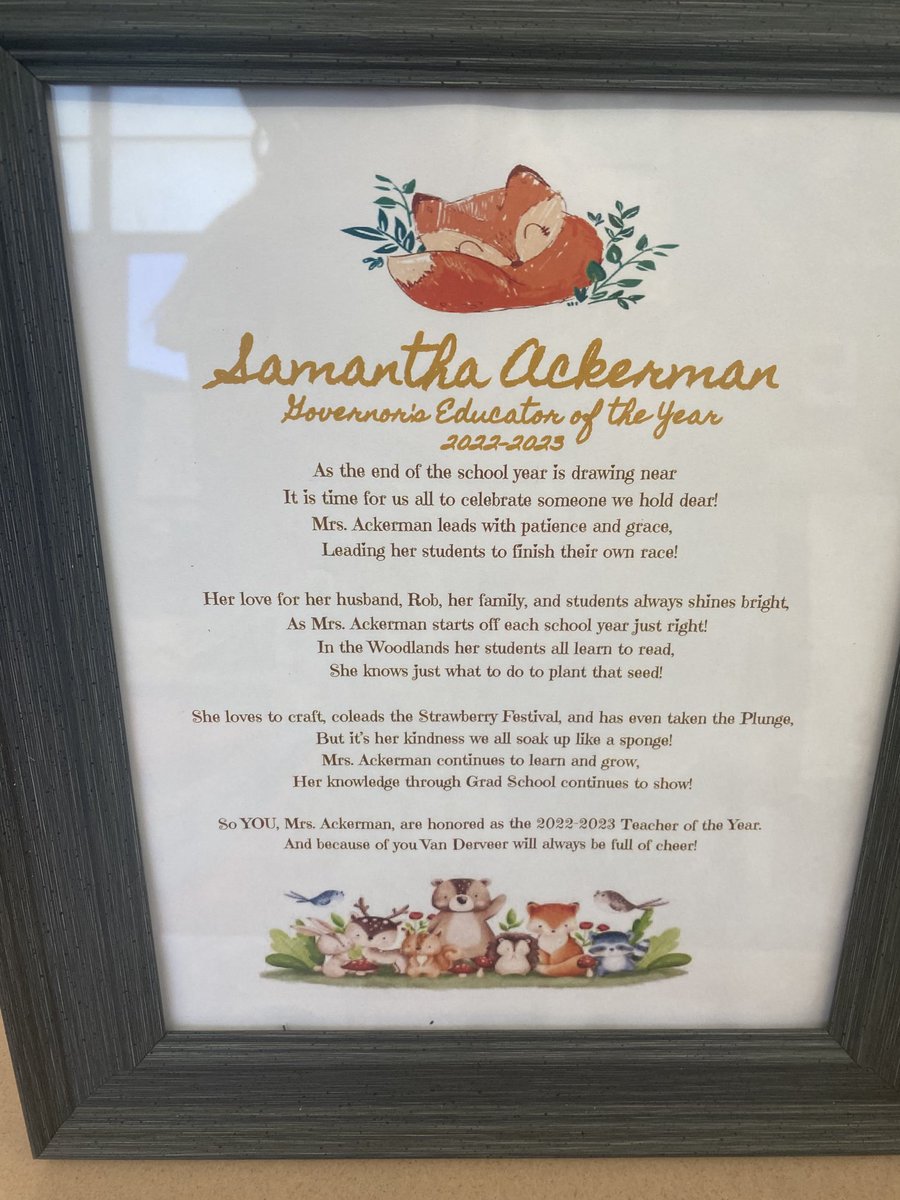 Samantha Ackerman
Governor's Educator of the Year
2022-2023
As the end of the school year is drawing near
It is time for us all to celebrate someone we hold dear!
Mrs. Ackerman leads with patience and grace,
Leading her students to finish their own race!
Her love for her husband, Rob, her family, and students always shines bright,
As Mrs. Ackerman starts off each school year just right!
In the Woodlands her students all learn to read,
She knows just what to do to plant that seed!
She loves to craft, coleads the Strawberry Festival, and has even taken the Plunge,
But it's her kindness we all soak up like a sponge!
Mrs. Ackerman continues to learn and grow,
Her knowledge through Grad School continues to show!
So YOU, Mrs. Ackerman, are honored as the 2022-2023 Teacher of the Year.
And because of you Van Derveer will always be full of cheer!